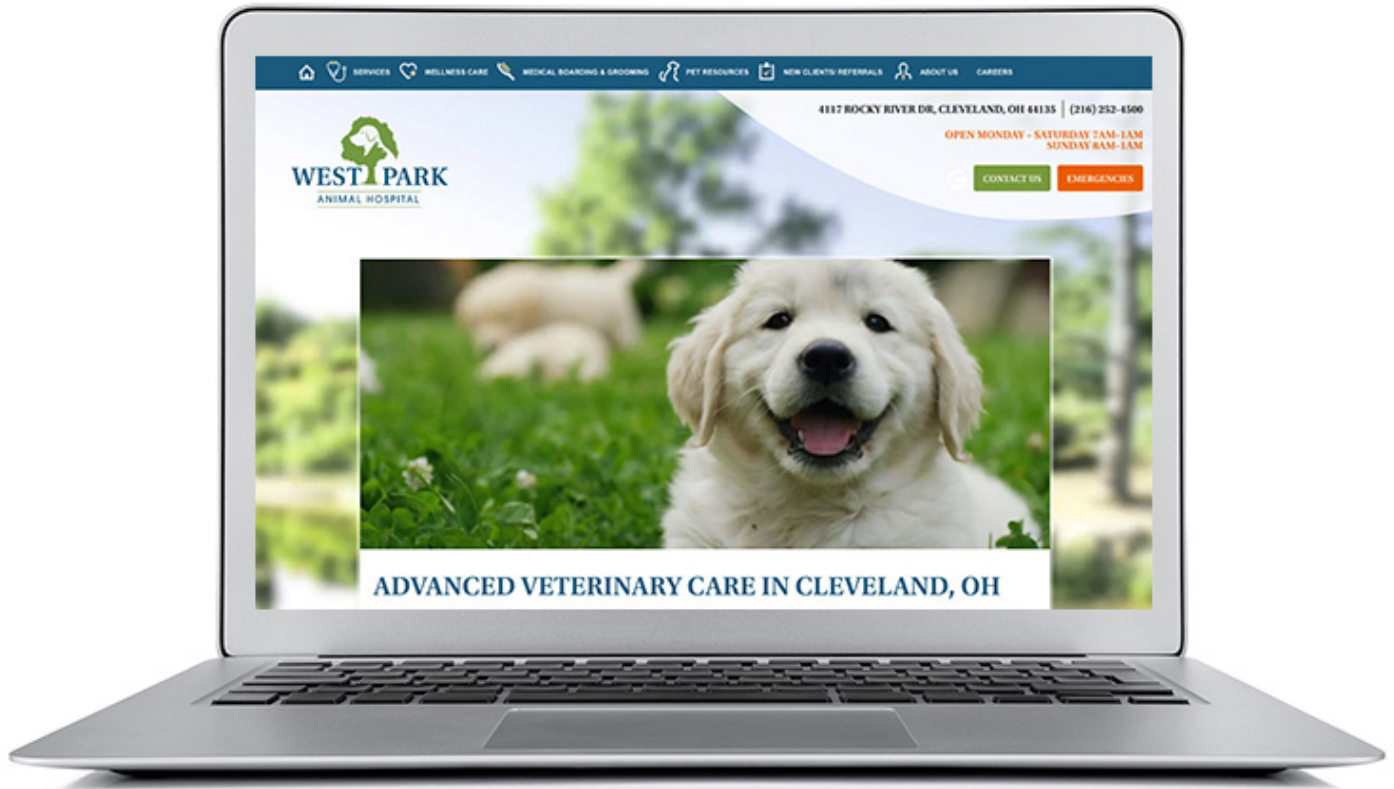 SERVICES WELLNESS CARE MEDICAL BOARDING & GROOMING PET RESOURCES NEW CLIENTS/ REFERRALS ABOUT US CAREERS
4117 ROCKY RIVER DR, CLEVELAND, OH 44135 | (216) 252-4500
OPEN MONDAY – SATURDAY 7AM–1AM
SUNDAY 8AM–1AM
CONTACT US EMERGENCIES
WEST PARK
ANIMAL HOSPITAL
ADVANCED VETERINARY CARE IN CLEVELAND, OH